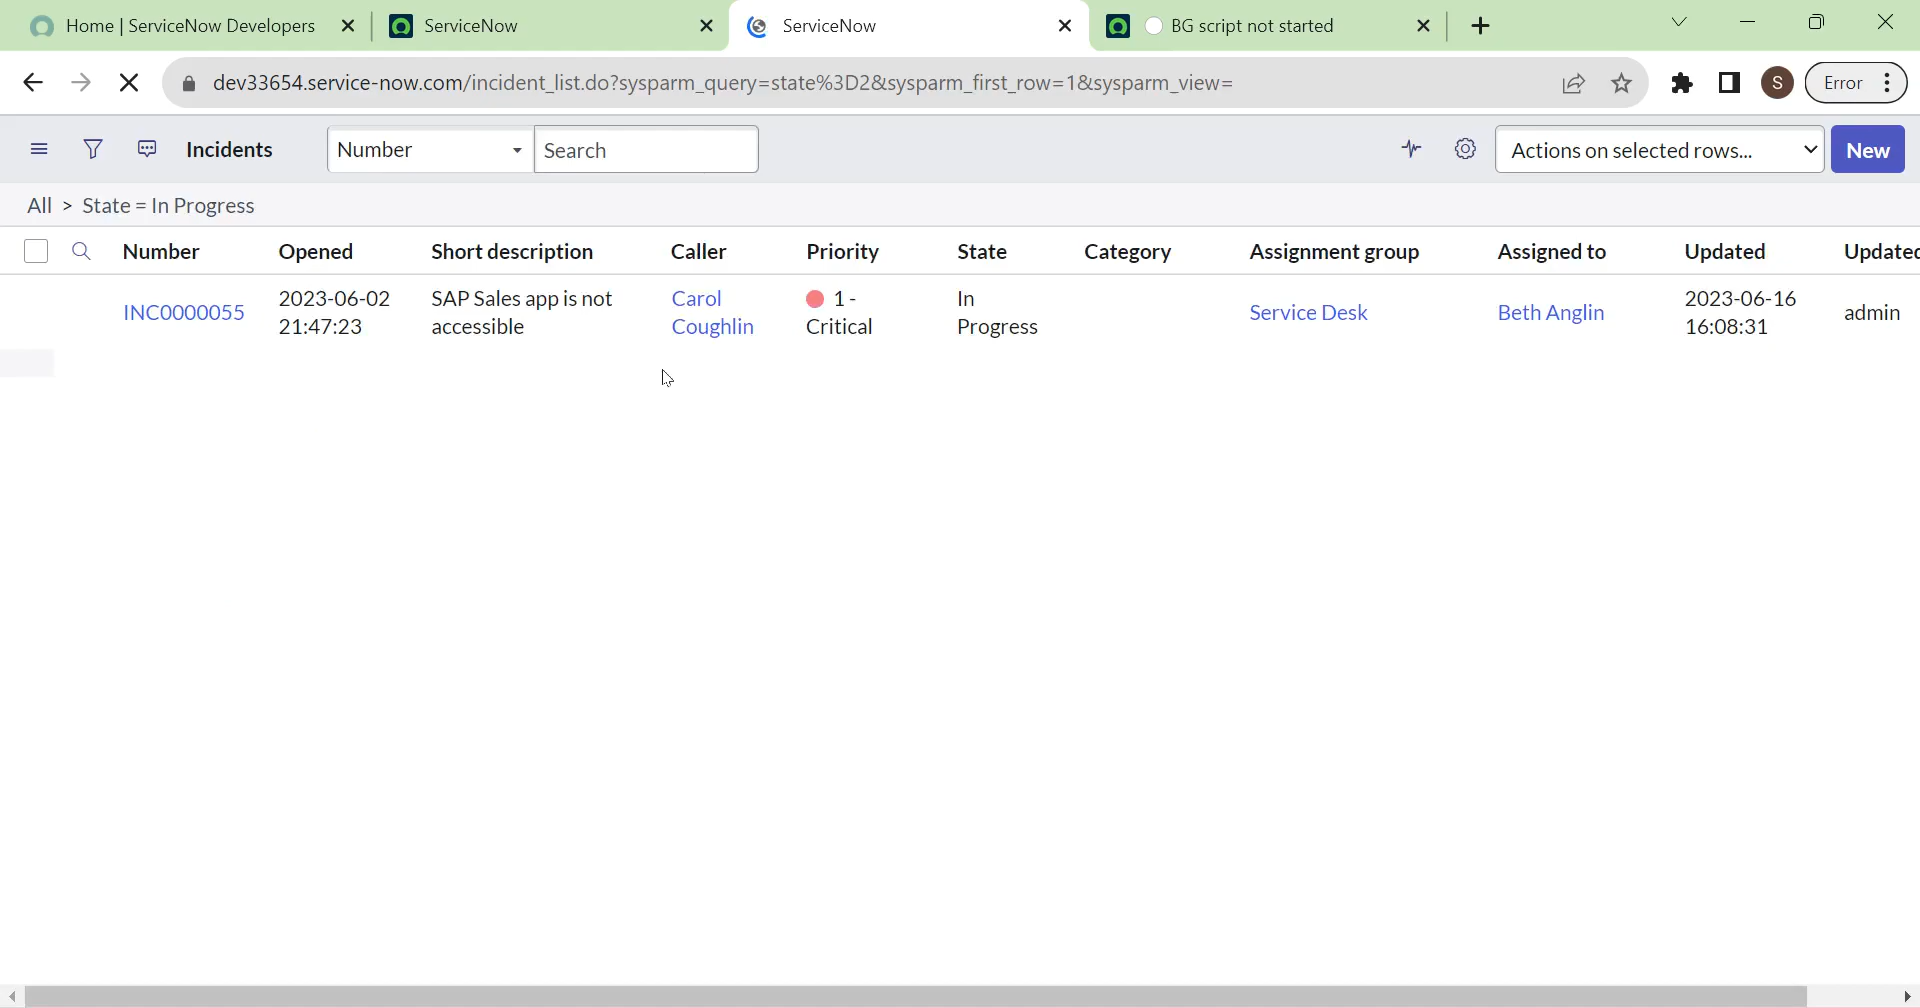 Home | ServiceNow Developers ServiceNow ServiceNow BG script not started
dev33654.service-now.com/incident_list.do?sysparm_query=state%3D2&sysparm_first_row=1&sysparm_view= S Error
Incidents Number Search Actions on selected rows... New
All > State = In Progress
Number Opened Short description Caller Priority State Category Assignment group Assigned to Updated Updated
INC0000055 2023-06-02 21:47:23 SAP Sales app is not accessible Carol Coughlin 1 - Critical In Progress Service Desk Beth Anglin 2023-06-16 16:08:31 admin